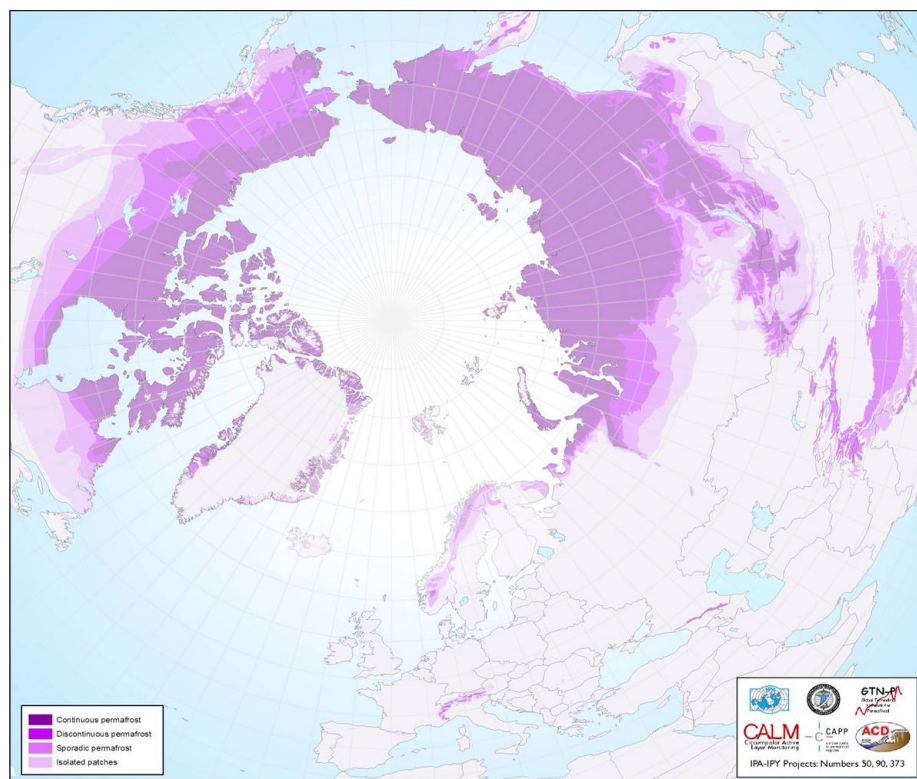 Continuous permafrost
Discontinuous permafrost
Sporadic permafrost
Isolated patches
GTN-P
CALM
Circumpolar Active
Layer Monitoring
C
CAPP
ACD
IPA-IPY Projects: Numbers 50, 90, 373